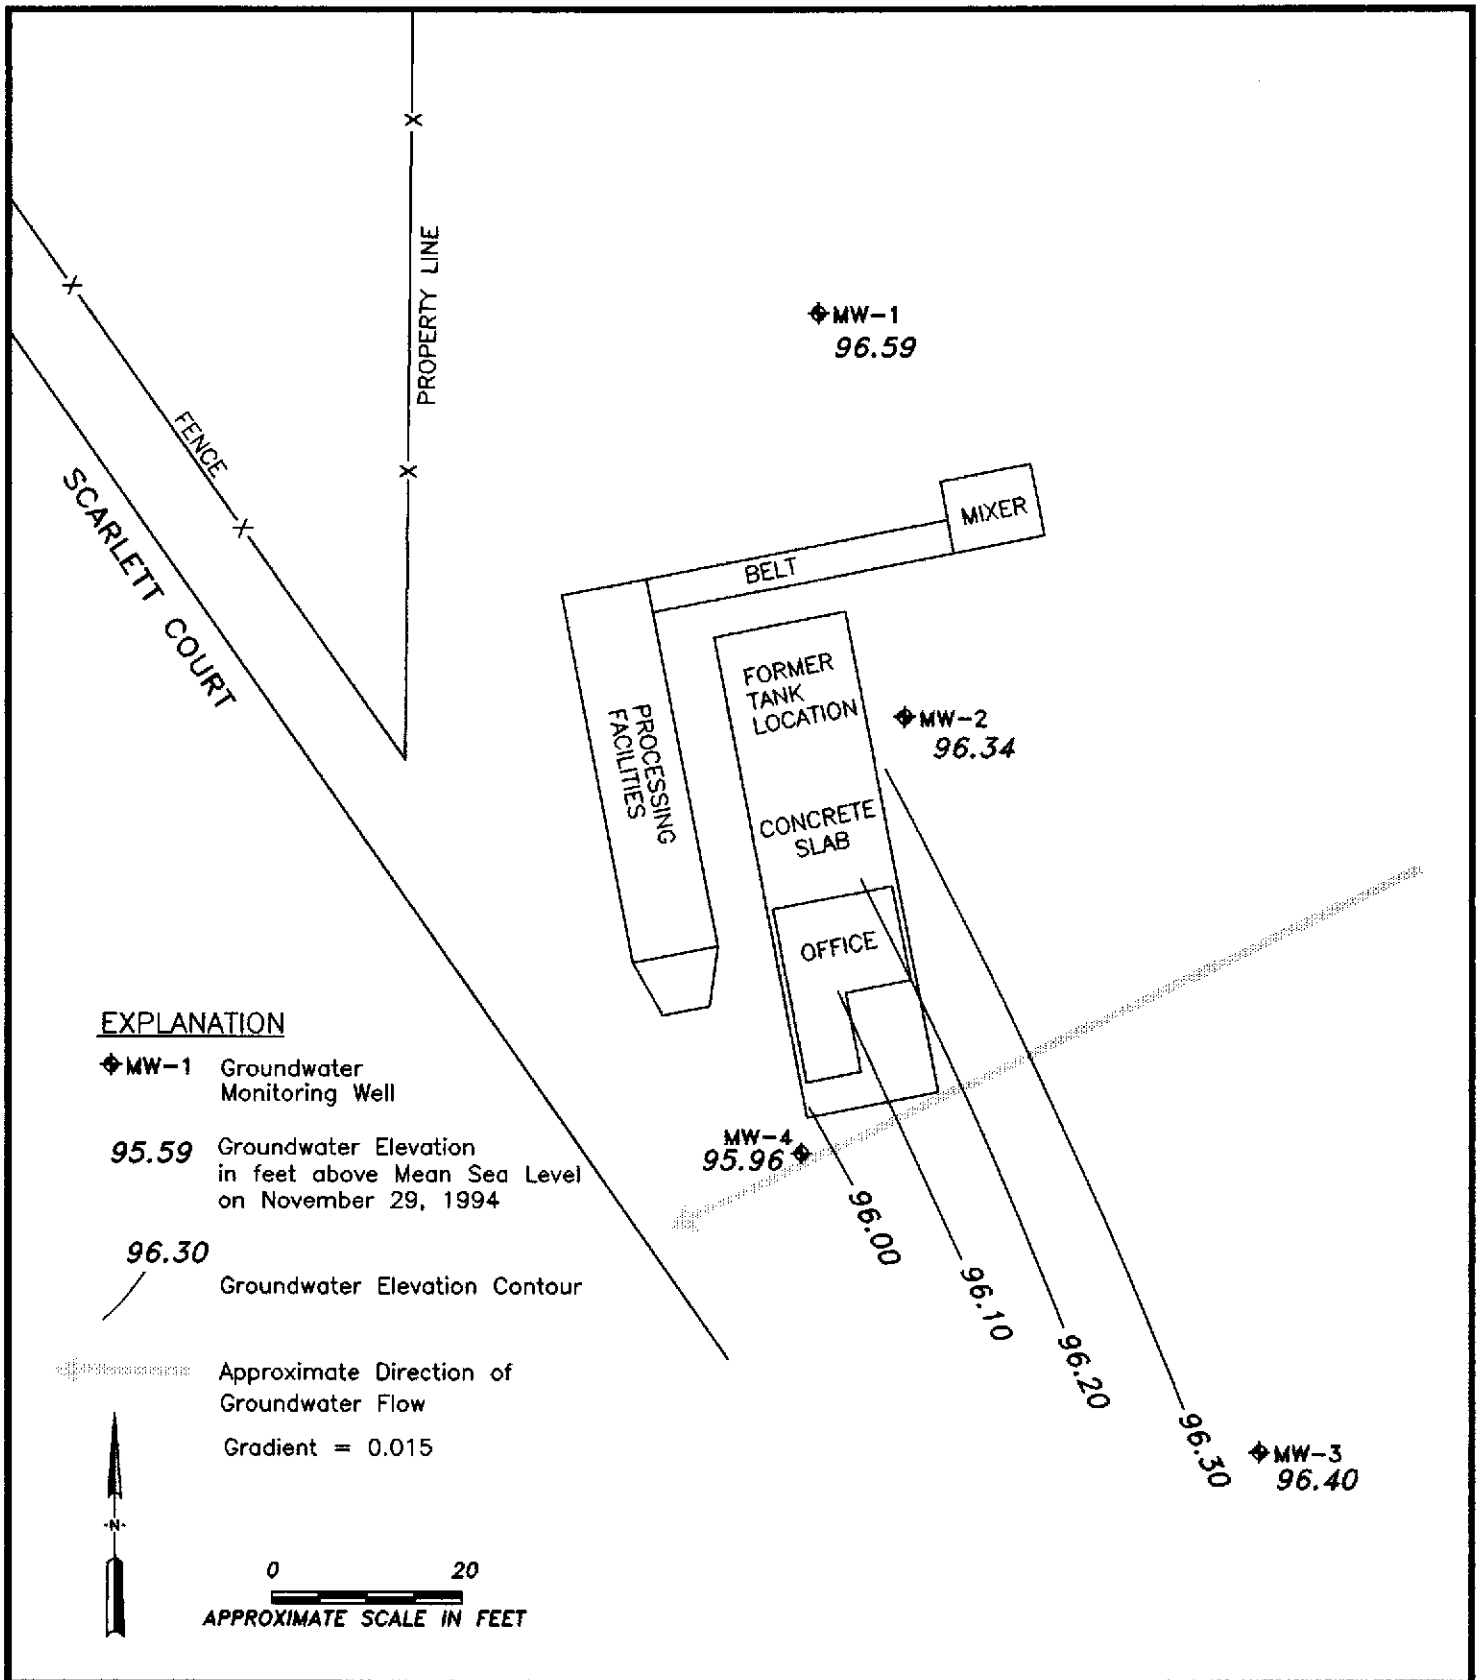 PROPERTY LINE
FENCE
SCARLETT COURT
MW-1
96.59
MIXER
BELT
PROCESSING
FACILITIES
FORMER
TANK
LOCATION
MW-2
96.34
CONCRETE
SLAB
OFFICE
MW-4
95.96
96.00
96.10
96.20
96.30
MW-3
96.40
EXPLANATION
MW-1 Groundwater
Monitoring Well
95.59 Groundwater Elevation
in feet above Mean Sea Level
on November 29, 1994
96.30
Groundwater Elevation Contour
Approximate Direction of
Groundwater Flow
Gradient = 0.015
N
0 20
APPROXIMATE SCALE IN FEET